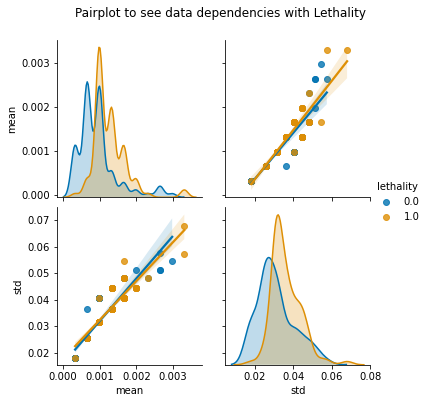 Pairplot to see data dependencies with Lethality
0.003
0.002
0.001
0.000
mean
lethality
0.0
1.0
0.07
0.06
0.05
0.04
0.03
0.02
std
0.000 0.001 0.002 0.003
mean
0.02 0.04 0.06 0.08
std